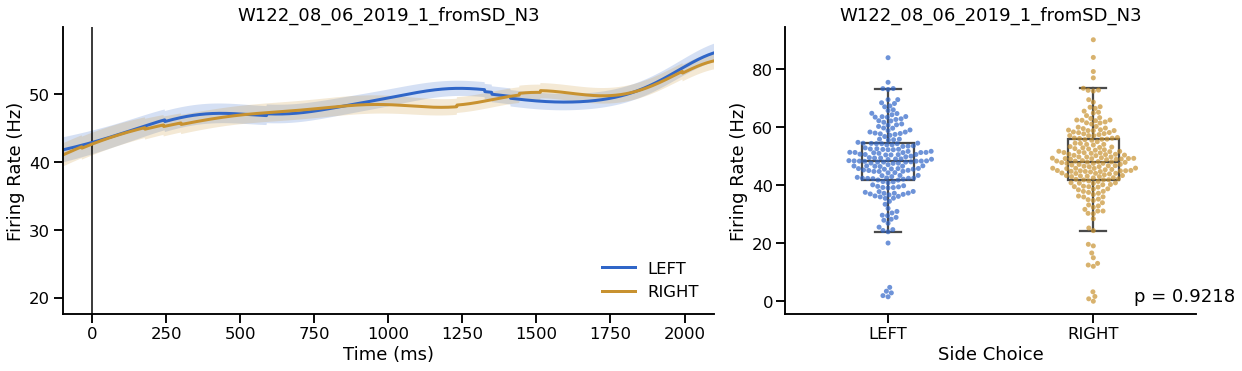 W122_08_06_2019_1_fromSD_N3
Firing Rate (Hz)
50
40
30
20
0
250
500
750
1000
1250
1500
1750
2000
Time (ms)
LEFT
RIGHT
W122_08_06_2019_1_fromSD_N3
Firing Rate (Hz)
80
60
40
20
0
p = 0.9218
LEFT
RIGHT
Side Choice